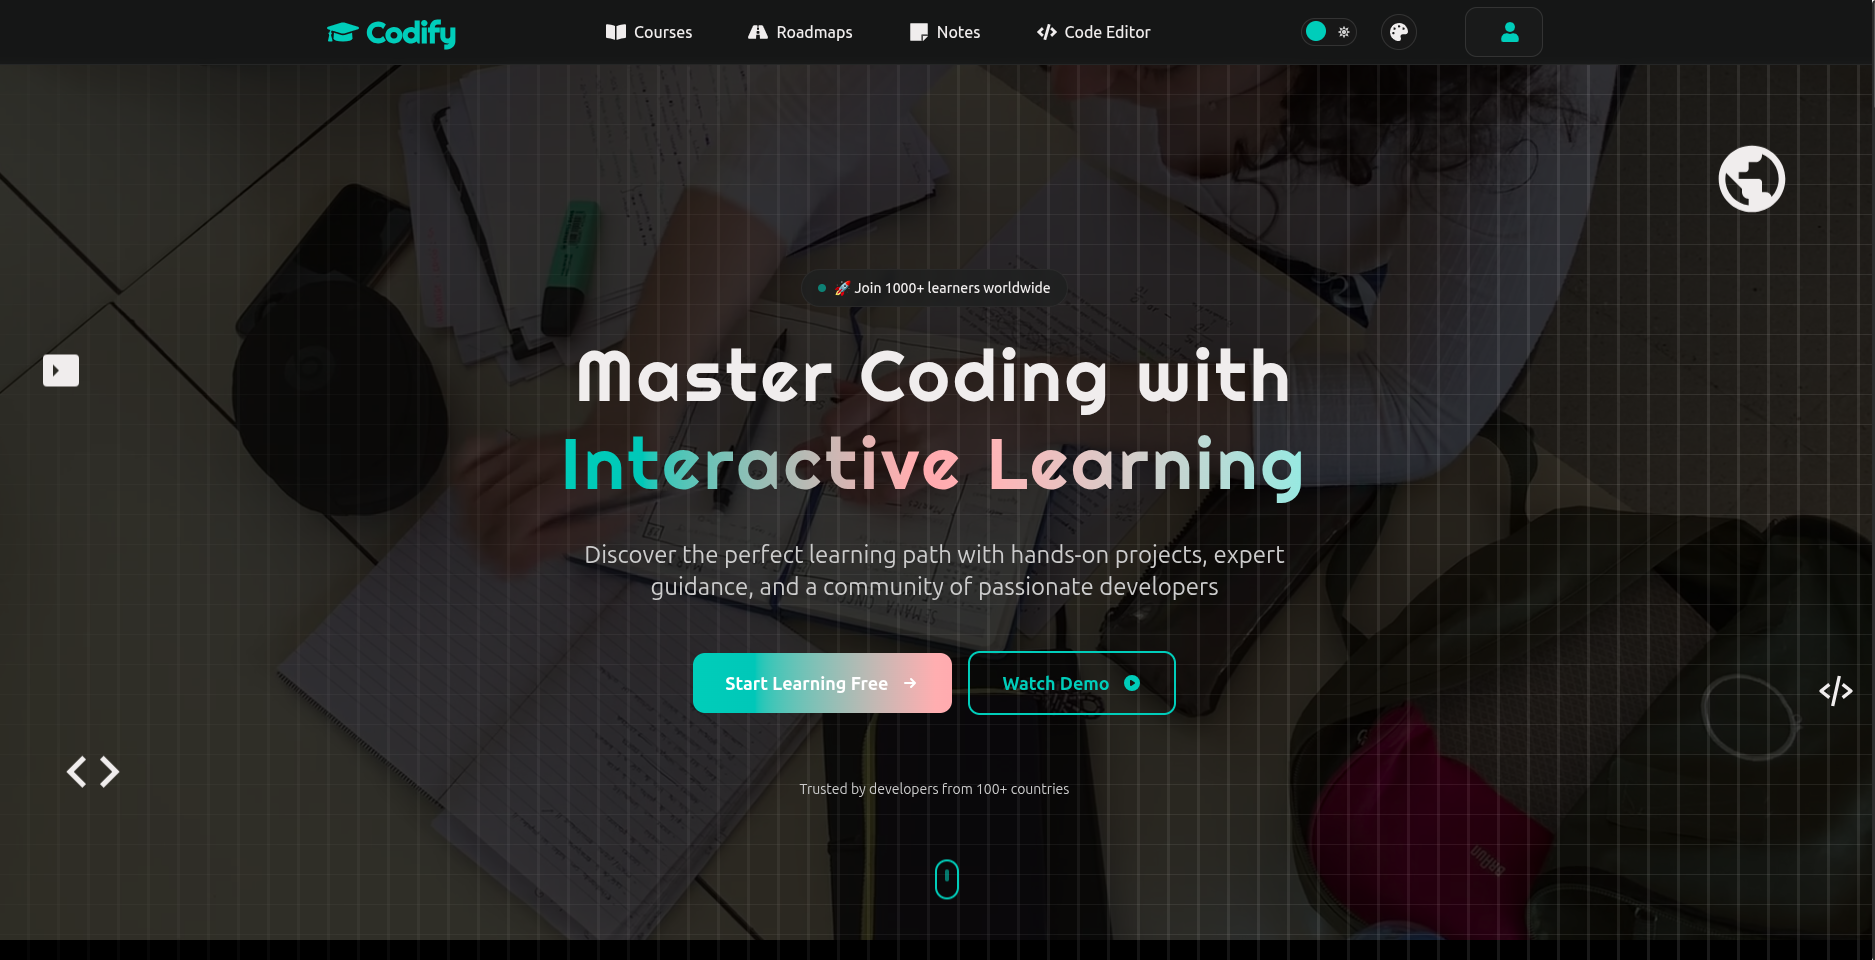 Codify
Courses
Roadmaps
Notes
Code Editor
🚀 Join 1000+ learners worldwide
Master Coding with
Interactive Learning
Discover the perfect learning path with hands-on projects, expert
guidance, and a community of passionate developers
Start Learning Free
Watch Demo
Trusted by developers from 100+ countries
BRAUN